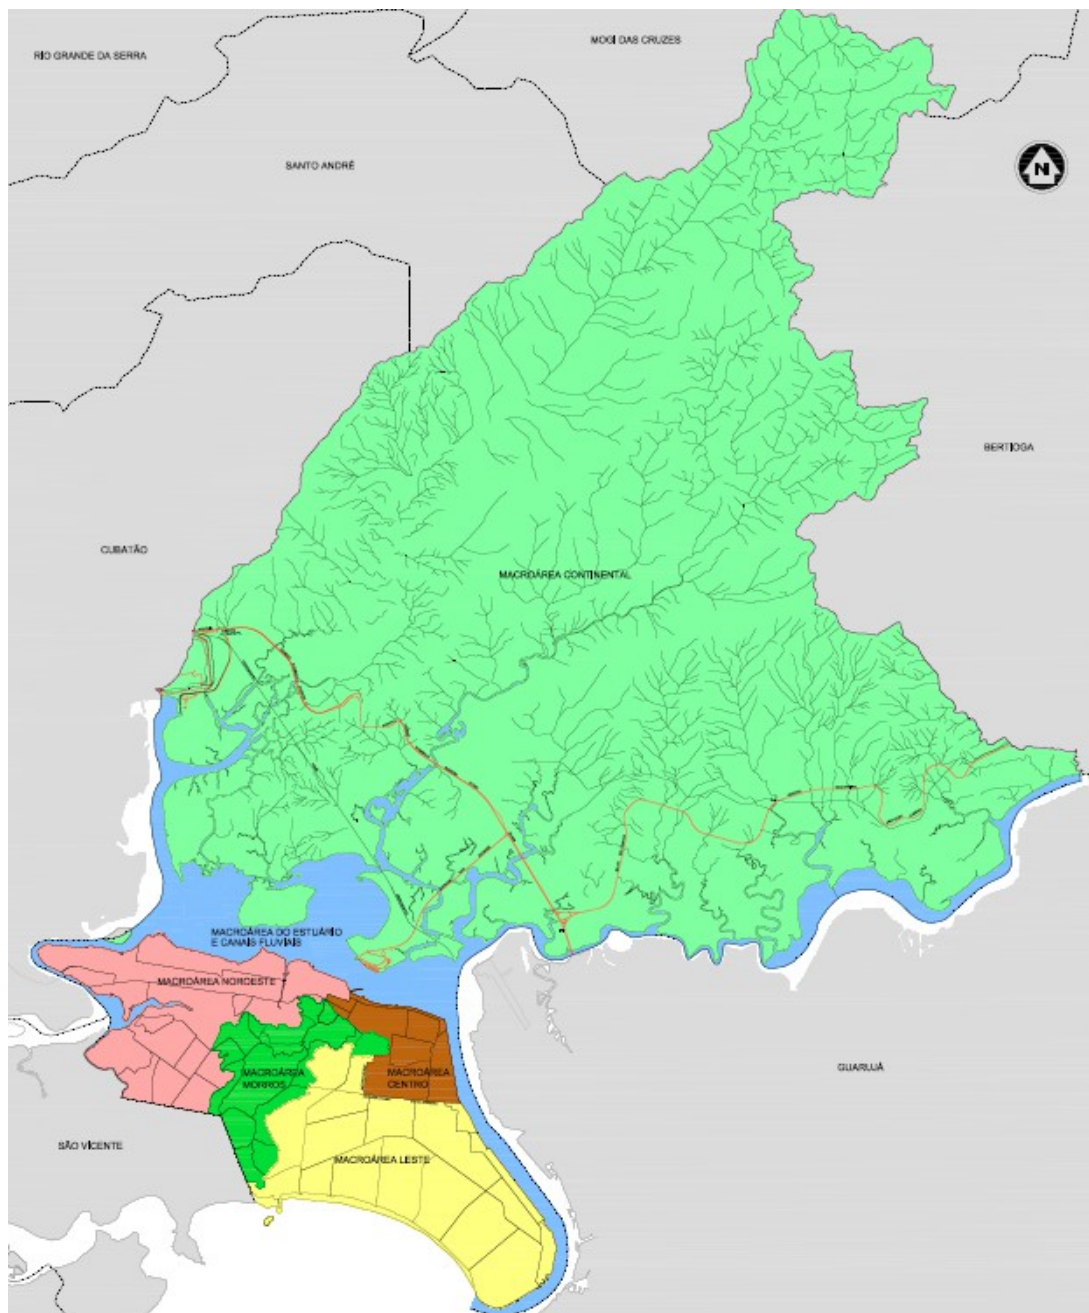 MOGI DAS CRUZES
RIO GRANDE DA SERRA
SANTO ANDRÉ
N
BERTIOGA
CUBATÃO
MACROÁREA CONTINENTAL
MACROÁREA DO ESTUÁRIO
E CANAIS FLUVIAIS
MACROÁREA NOROESTE
GUARUJÁ
MACROÁREA
MORROS
MACROÁREA
CENTRO
SÃO VICENTE
MACROÁREA LESTE